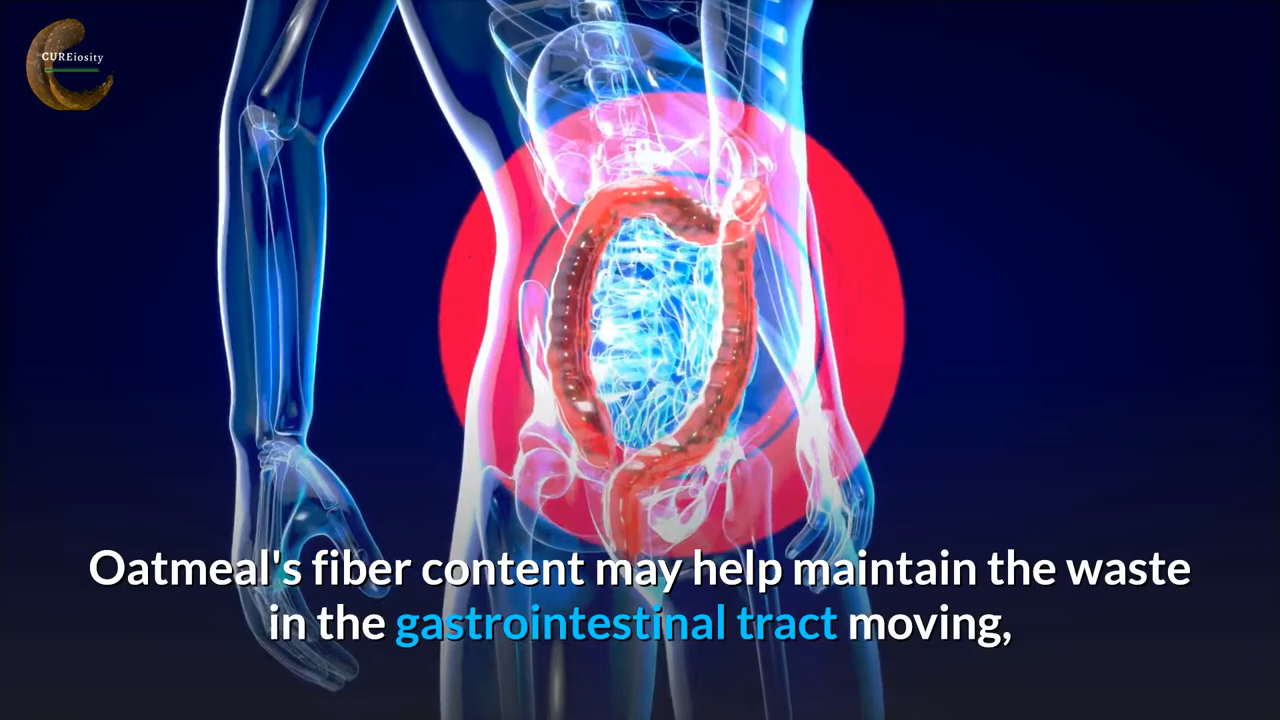 CUREiosity
Oatmeal's fiber content may help maintain the waste
in the gastrointestinal tract moving,